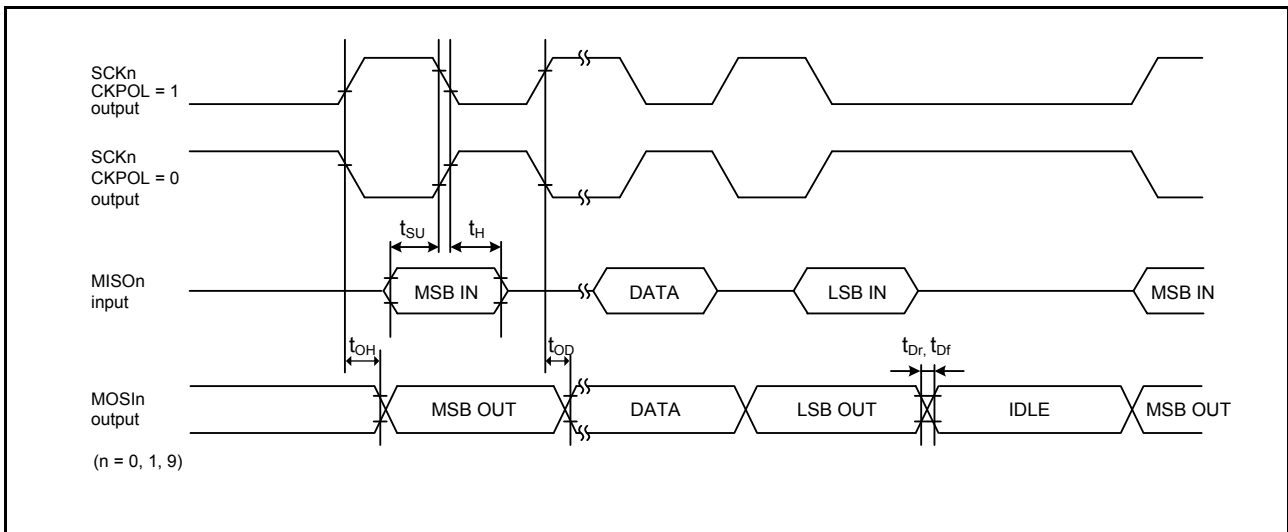 SCKn
CKPOL = 1
output
SCKn
CKPOL = 0
output
tSU
tH
MISOn
input
MSB IN
DATA
LSB IN
MSB IN
tOH
tOD
tDr, tDf
MOSIn
output
MSB OUT
DATA
LSB OUT
IDLE
MSB OUT
(n = 0, 1, 9)